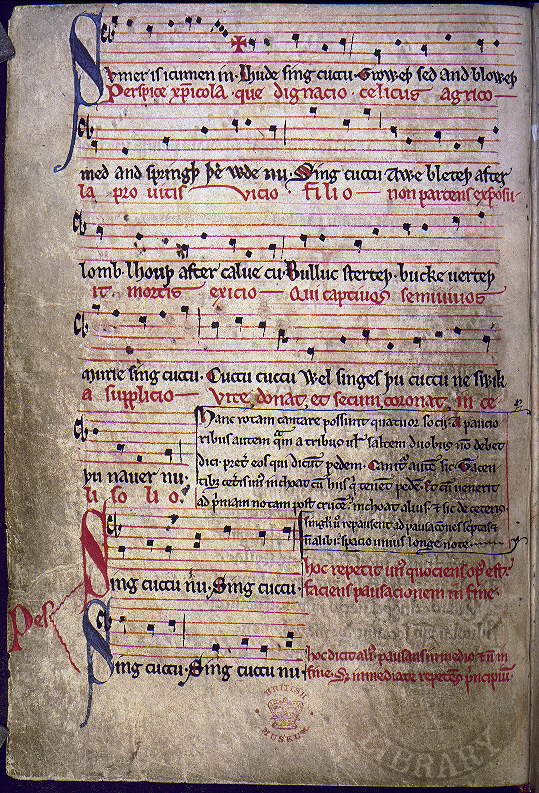 Sumer is icumen in. Lhude sing cuccu. Groweþ sed and bloweþ
Perspice xp̅icola que dignacio celicus agrico
med and springþ þe wde nu. Sing cuccu Awe bleteþ after
la pro uitis vicio filio non parcens exposu
lomb lhouþ after calue cu. Bulluc sterteþ. bucke uerteþ
it mortis exicio Qui captiuos semiuiuos
murie sing cuccu. Cuccu cuccu Wel singes þu cuccu ne swik
a supplicio Vite donat et secum coronat in ce
þu nauer nu.
li solio
Hanc rotam cantare possunt quatuor socii. A paucio
ribus autem quam a tribus uel saltem duobus non debet
dici. preter eos qui dicunt pedem. Canitur autem sic. Tacen
tibus ceteris unus inchoat cum hiis qui tenent pedem. Et cum uenerit
ad primam notam post crucem. inchoat alius. et sic de ceteris
singuli uero repausent ad pausaciones scriptas et
non alibi. spacio unius longe note.
Sing cuccu nu. Sing cuccu.
hoc repetit unus quociens opus est.
faciens pausacionem in fine.
Pes
Sing cuccu. Sing cuccu nu
hoc dicit alius. pausans in medio et non in
fine. Set immediate repetens principium.
BRITISH
MUSEUM
LIBRARY